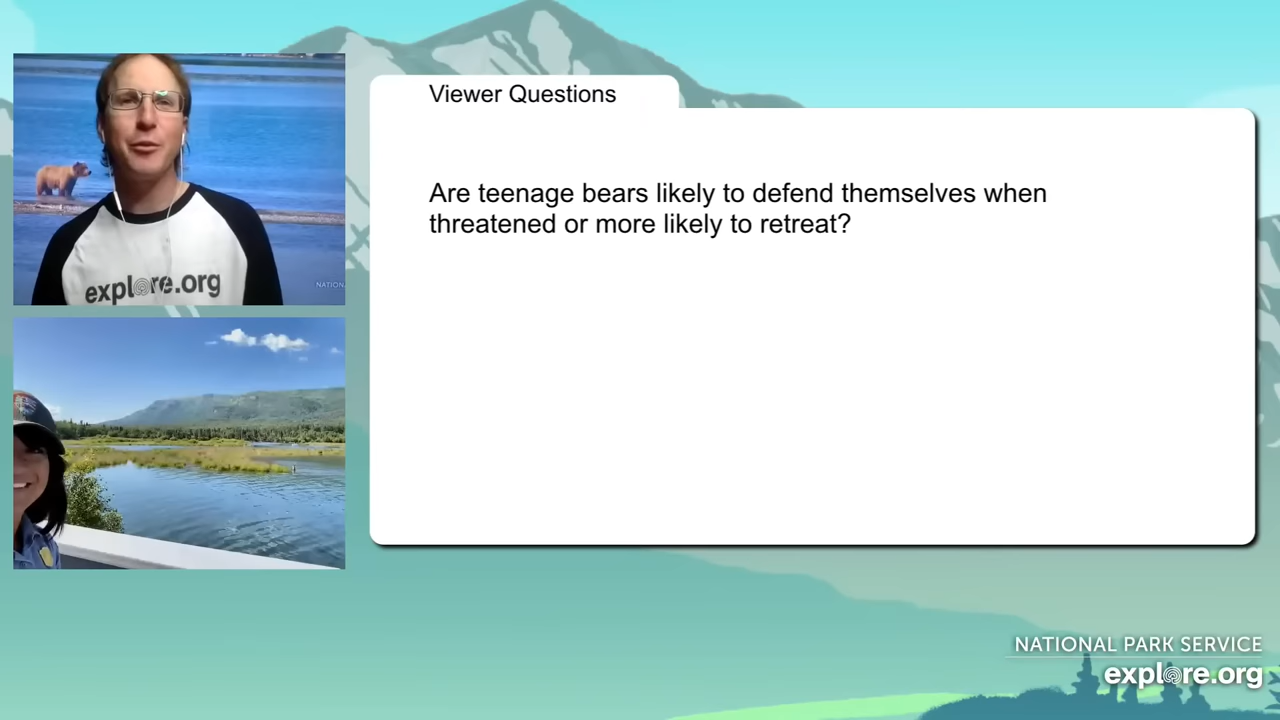 Viewer Questions
Are teenage bears likely to defend themselves when
threatened or more likely to retreat?
explore.org
NATION
NATIONAL PARK SERVICE
explore.org